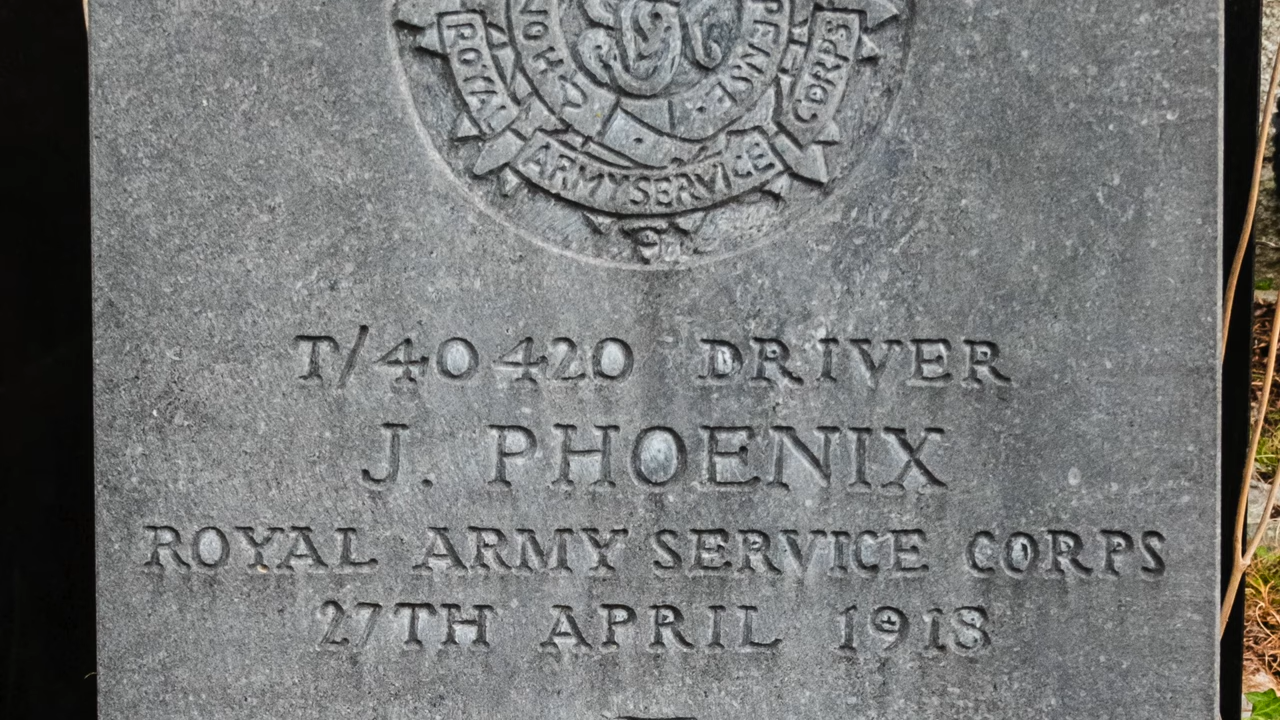 ROYAL ARMY SERVICE CORPS
T/40420 DRIVER
J. PHOENIX
ROYAL ARMY SERVICE CORPS
27TH APRIL 1918